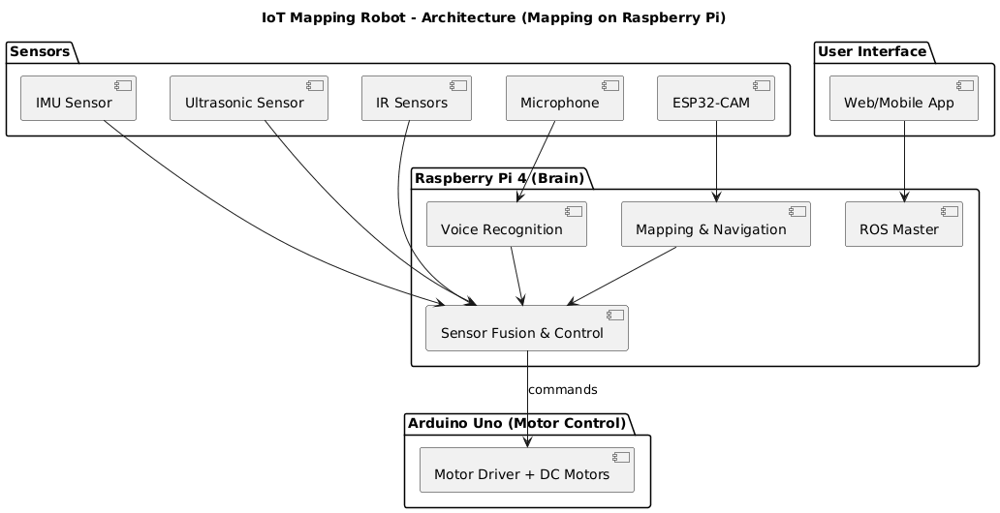 IoT Mapping Robot - Architecture (Mapping on Raspberry Pi)
Sensors
User Interface
IMU Sensor
Ultrasonic Sensor
IR Sensors
Microphone
ESP32-CAM
Web/Mobile App
Raspberry Pi 4 (Brain)
Voice Recognition
Mapping & Navigation
ROS Master
Sensor Fusion & Control
commands
Arduino Uno (Motor Control)
Motor Driver + DC Motors